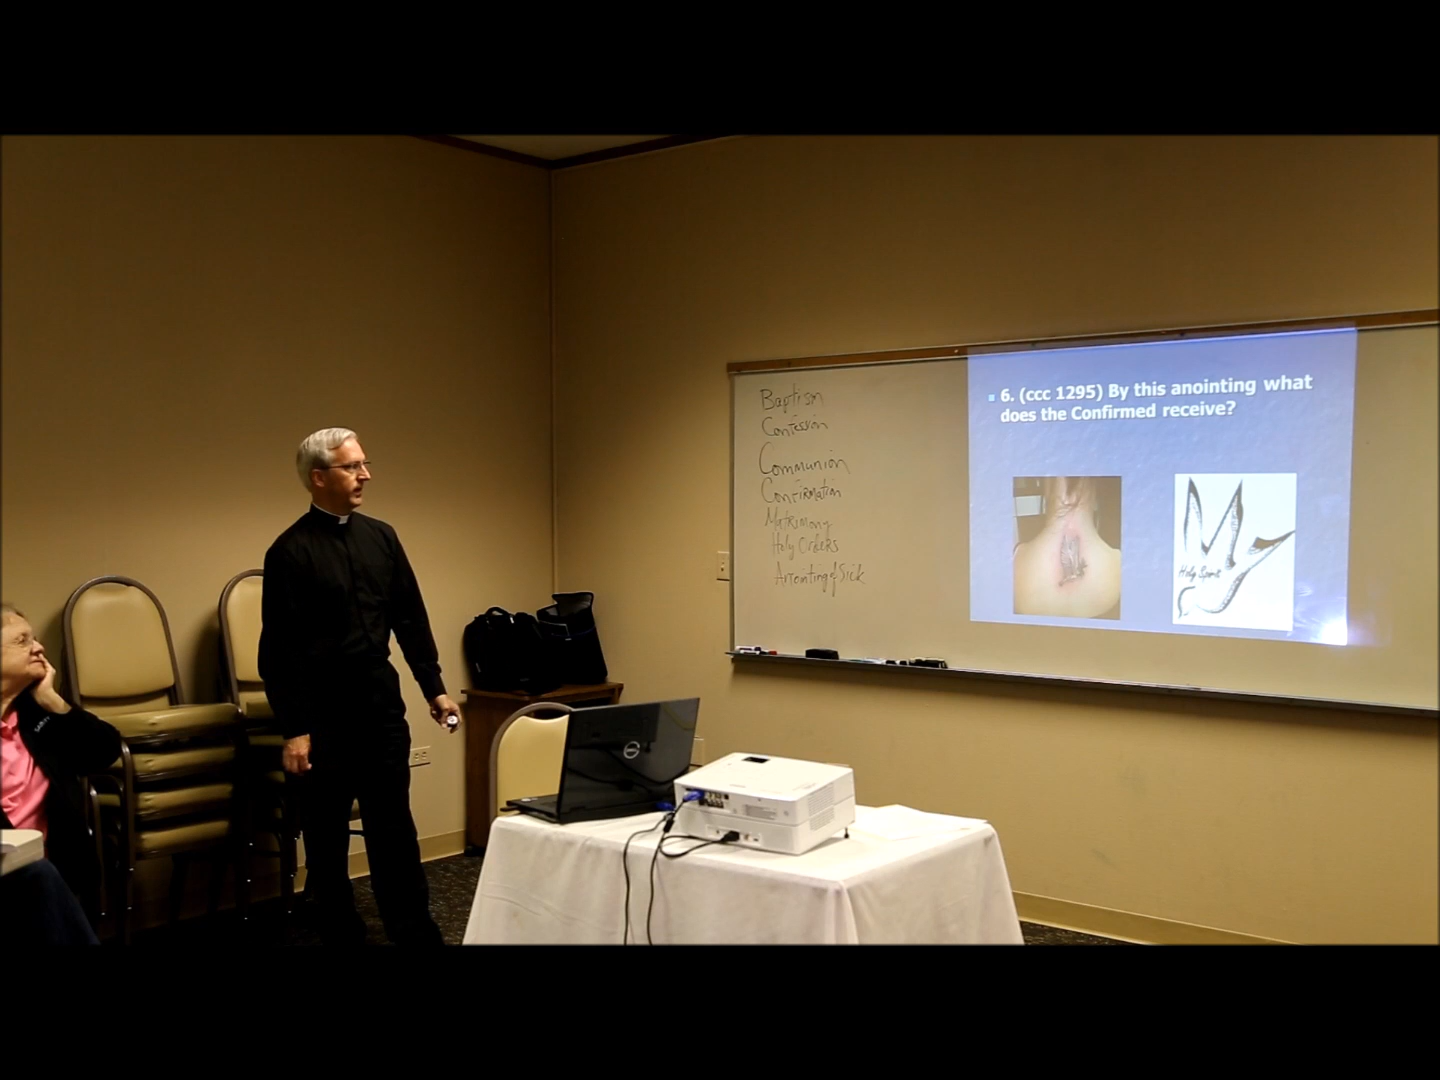 Baptism
Confession
Communion
Confirmation
Matrimony
Holy Orders
Anointing of Sick
6. (ccc 1295) By this anointing what
does the Confirmed receive?
Holy Spirit
DELL